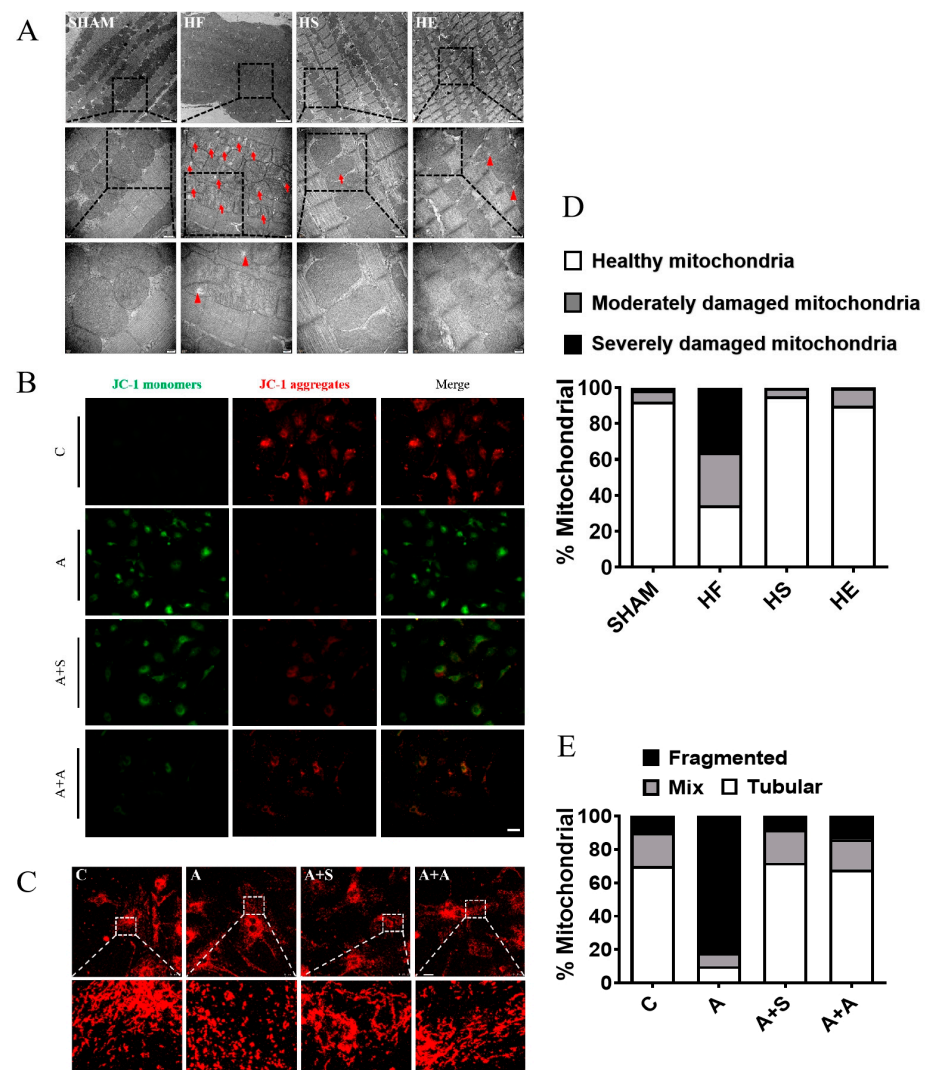 A
SHAM HF HS HE
B
JC-1 monomers JC-1 aggregates Merge
C
A
A+S
A+A
C
C A A+S A+A
D
Healthy mitochondria
Moderately damaged mitochondria
Severely damaged mitochondria
% Mitochondrial
100
80
60
40
20
0
SHAM HF HS HE
E
Fragmented
Mix Tubular
% Mitochondrial
100
80
60
40
20
0
C A A+S A+A